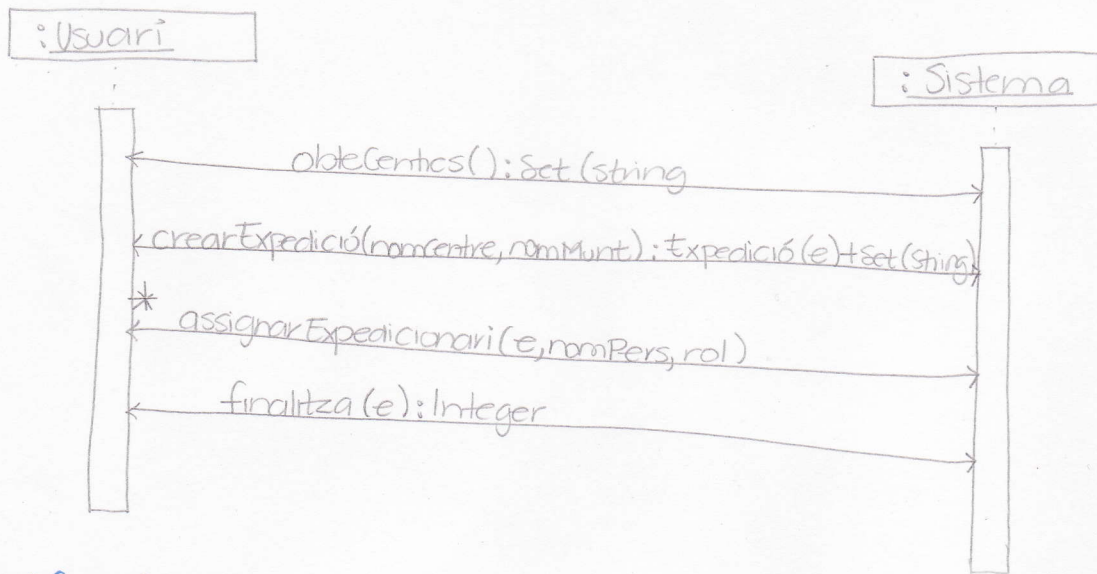 :Usuari
:Sistema
obteCentres():Set(string
crearExpedició(nomcentre,nomMunt):Expedició(e)+Set(String)
*
assignarExpedicionari(e,nomPers,rol)
finalitza(e):Integer